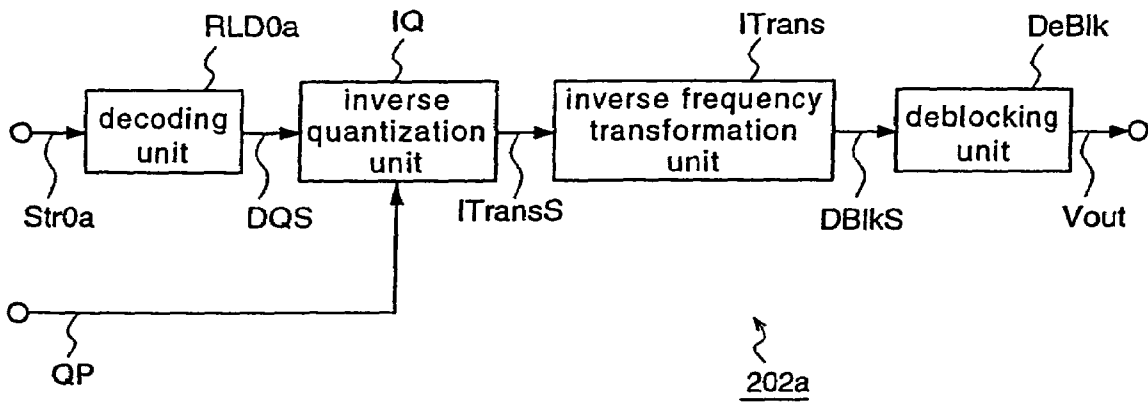 RLD0a
IQ
ITrans
DeBlk
decoding
unit
inverse
quantization
unit
inverse frequency
transformation
unit
deblocking
unit
Str0a
DQS
ITransS
DBlkS
Vout
QP
202a